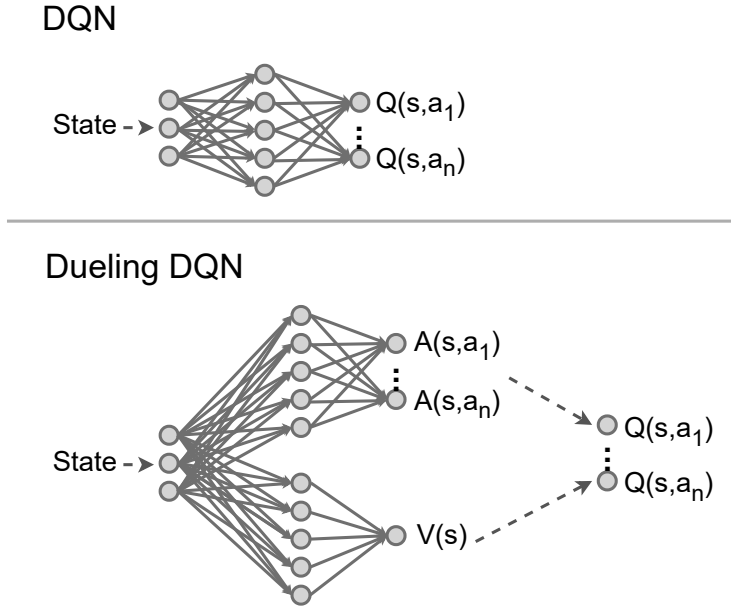 DQN
State
Q(s,a₁)
Q(s,aₙ)
Dueling DQN
A(s,a₁)
A(s,aₙ)
State
V(s)
Q(s,a₁)
Q(s,aₙ)